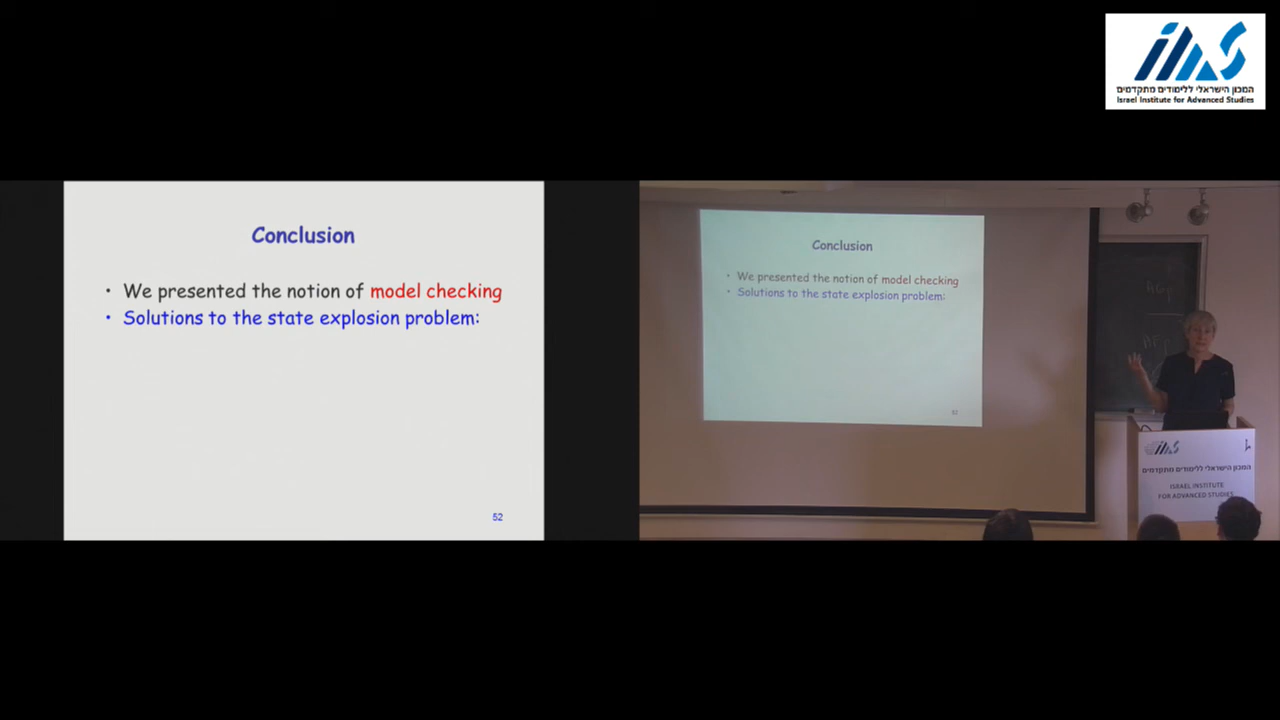 המכון הישראלי ללימודים מתקדמים
Israel Institute for Advanced Studies
Conclusion
• We presented the notion of model checking
• Solutions to the state explosion problem:
52
Conclusion
• We presented the notion of model checking
• Solutions to the state explosion problem:
52
המכון הישראלי ללימודים מתקדמים
ISRAEL INSTITUTE
FOR ADVANCED STUDIES